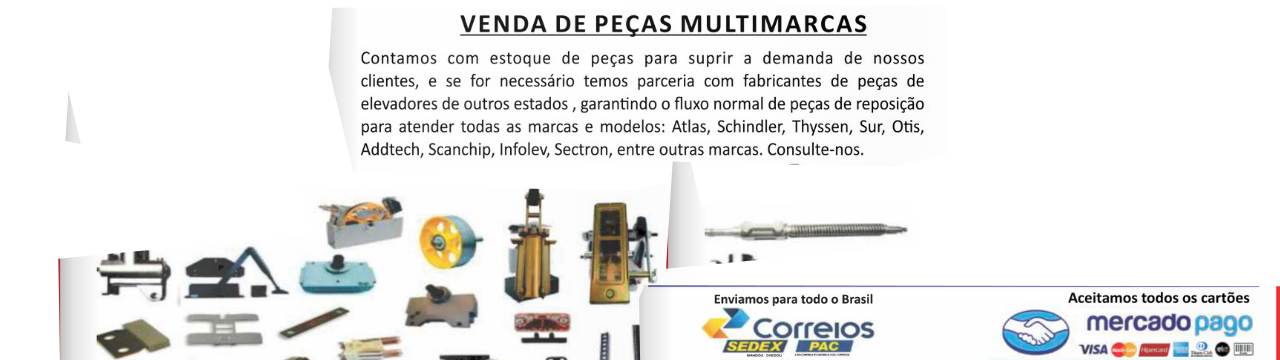 VENDA DE PEÇAS MULTIMARCAS
Contamos com estoque de peças para suprir a demanda de nossos
clientes, e se for necessário temos parceria com fabricantes de peças de
elevadores de outros estados , garantindo o fluxo normal de peças de reposição
para atender todas as marcas e modelos: Atlas, Schindler, Thyssen, Sur, Otis,
Addtech, Scanchip, Infolev, Sectron, entre outras marcas. Consulte-nos.
Enviamos para todo o Brasil
Correios
SEDEX PAC
Aceitamos todos os cartões
mercado pago
VISA MasterCard Hipercard elo